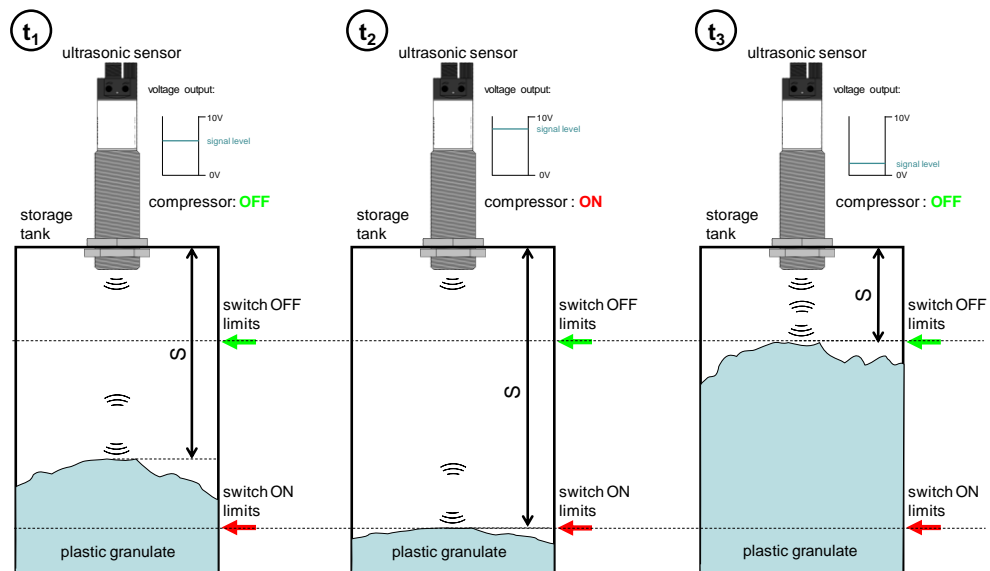 t1
ultrasonic sensor
voltage output:
10V
signal level
0V
compressor: OFF
storage
tank
switch OFF
limits
S
switch ON
limits
plastic granulate
t2
ultrasonic sensor
voltage output:
10V
signal level
0V
compressor : ON
storage
tank
switch OFF
limits
S
switch ON
limits
plastic granulate
t3
ultrasonic sensor
voltage output:
10V
signal level
0V
compressor: OFF
storage
tank
S
switch OFF
limits
switch ON
limits
plastic granulate